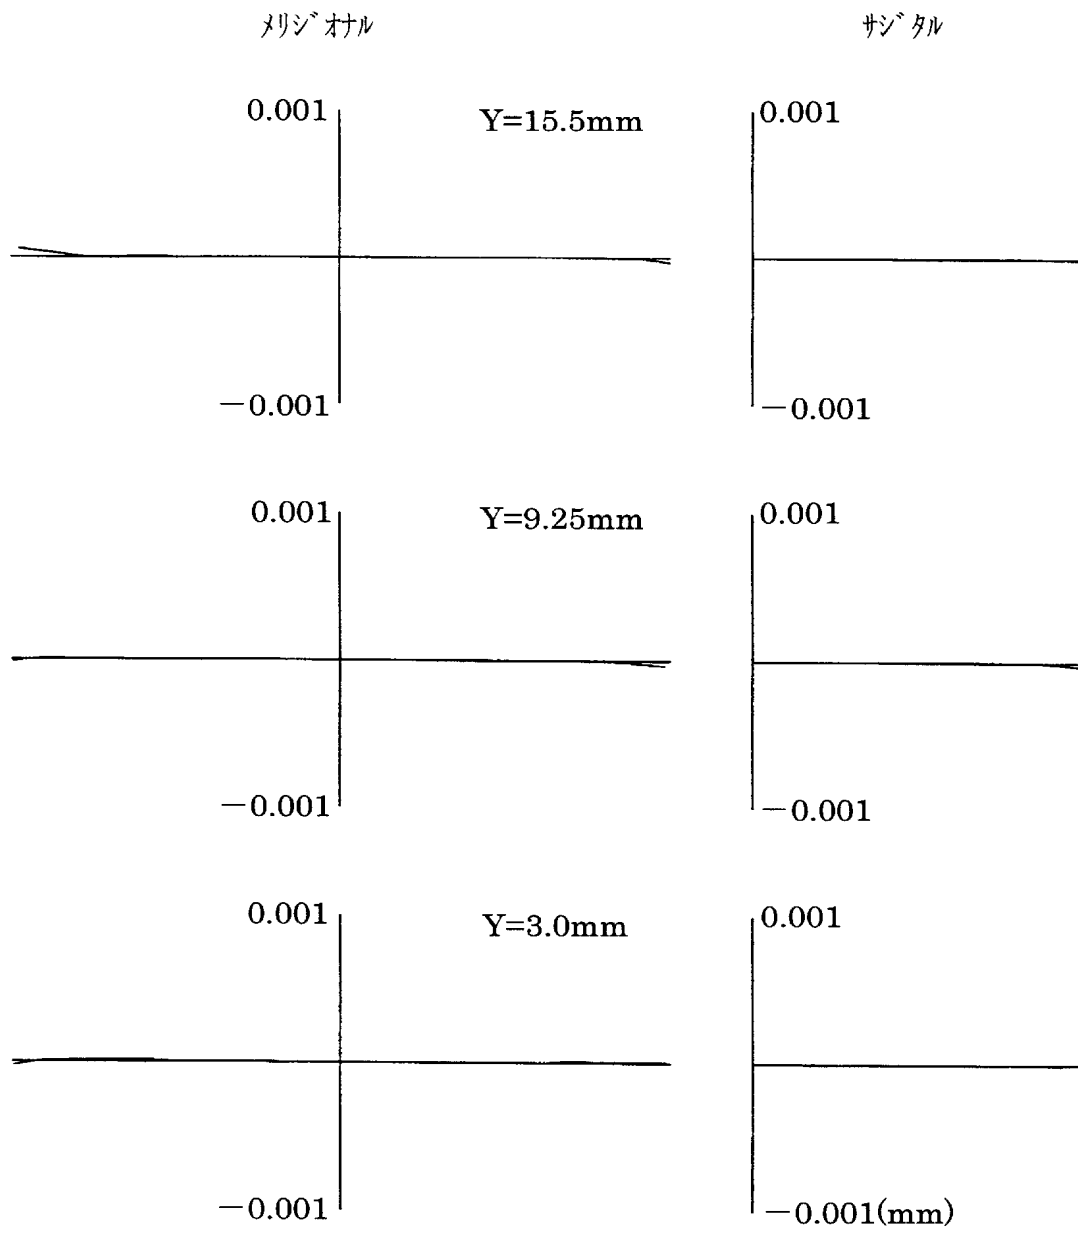 ﾒﾘｼﾞｵﾅﾙ ｻｼﾞﾀﾙ
0.001 Y=15.5mm 0.001
−0.001 −0.001
0.001 Y=9.25mm 0.001
−0.001 −0.001
0.001 Y=3.0mm 0.001
−0.001 −0.001(mm)